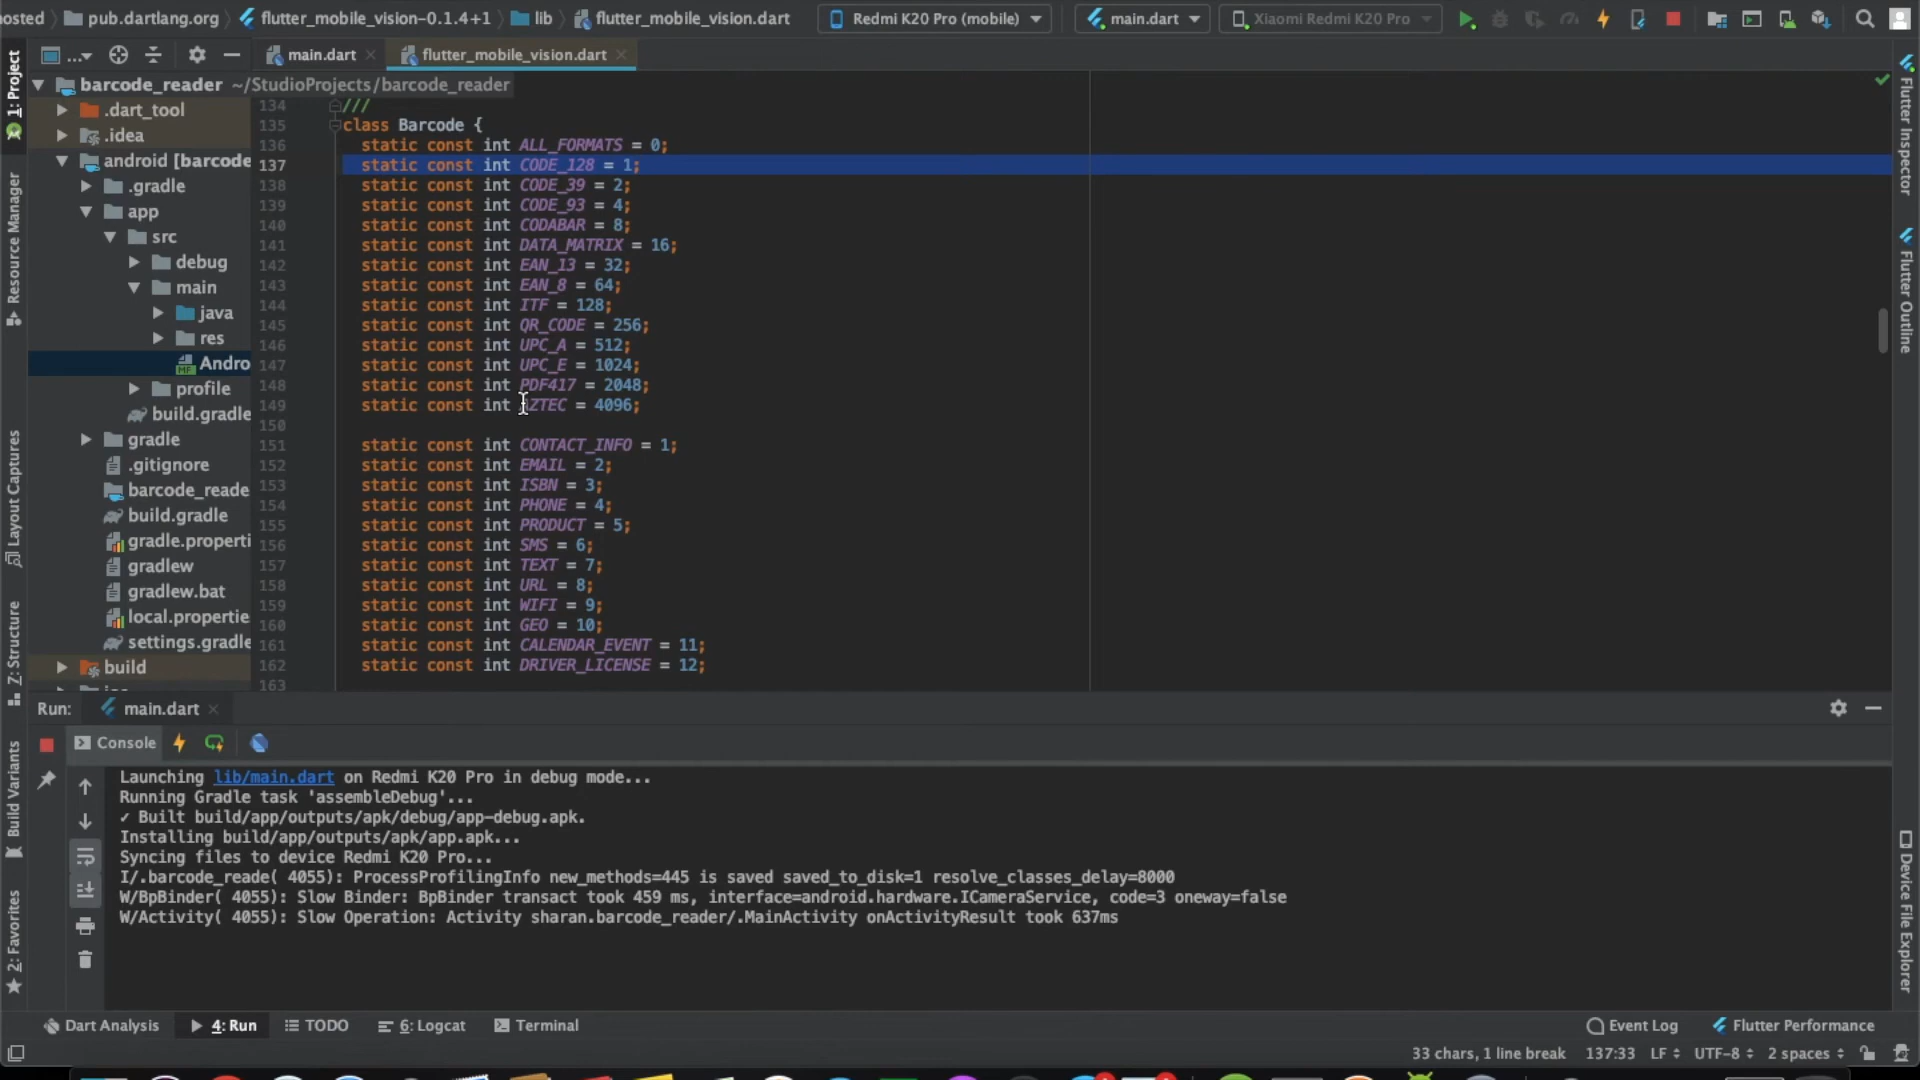 osted
pub.dartlang.org
flutter_mobile_vision-0.1.4+1
lib
flutter_mobile_vision.dart
Redmi K20 Pro (mobile)
main.dart
Xiaomi Redmi K20 Pro
...
main.dart
flutter_mobile_vision.dart
1: Project
Resource Manager
Layout Captures
Z: Structure
Build Variants
2: Favorites
barcode_reader ~/StudioProjects/barcode_reader
.dart_tool
.idea
android [barcode
.gradle
app
src
debug
main
java
res
Andro
profile
build.gradle
gradle
.gitignore
barcode_reade
build.gradle
gradle.properti
gradlew
gradlew.bat
local.propertie
settings.gradle
build
134 ///
135 class Barcode {
136 static const int ALL_FORMATS = 0;
137 static const int CODE_128 = 1;
138 static const int CODE_39 = 2;
139 static const int CODE_93 = 4;
140 static const int CODABAR = 8;
141 static const int DATA_MATRIX = 16;
142 static const int EAN_13 = 32;
143 static const int EAN_8 = 64;
144 static const int ITF = 128;
145 static const int QR_CODE = 256;
146 static const int UPC_A = 512;
147 static const int UPC_E = 1024;
148 static const int PDF417 = 2048;
149 static const int AZTEC = 4096;
150
151 static const int CONTACT_INFO = 1;
152 static const int EMAIL = 2;
153 static const int ISBN = 3;
154 static const int PHONE = 4;
155 static const int PRODUCT = 5;
156 static const int SMS = 6;
157 static const int TEXT = 7;
158 static const int URL = 8;
159 static const int WIFI = 9;
160 static const int GEO = 10;
161 static const int CALENDAR_EVENT = 11;
162 static const int DRIVER_LICENSE = 12;
163
Flutter Inspector
Flutter Outline
Device File Explorer
Run:
main.dart
Console
Launching lib/main.dart on Redmi K20 Pro in debug mode...
Running Gradle task 'assembleDebug'...
✓ Built build/app/outputs/apk/debug/app-debug.apk.
Installing build/app/outputs/apk/app.apk...
Syncing files to device Redmi K20 Pro...
I/.barcode_reade( 4055): ProcessProfilingInfo new_methods=445 is saved saved_to_disk=1 resolve_classes_delay=8000
W/BpBinder( 4055): Slow Binder: BpBinder transact took 459 ms, interface=android.hardware.ICameraService, code=3 oneway=false
W/Activity( 4055): Slow Operation: Activity sharan.barcode_reader/.MainActivity onActivityResult took 637ms
Dart Analysis
4: Run
TODO
6: Logcat
Terminal
Event Log
Flutter Performance
33 chars, 1 line break
137:33
LF
UTF-8
2 spaces